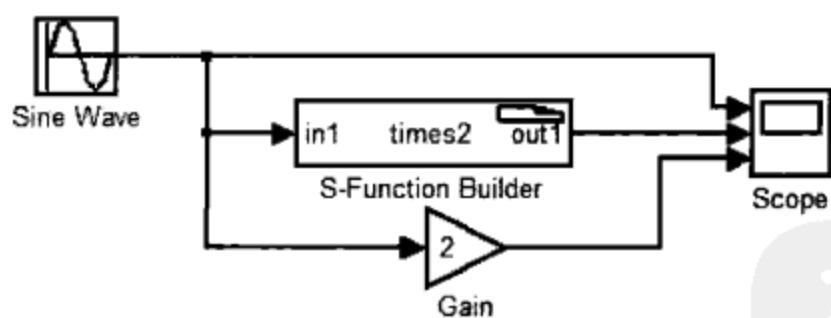 Sine Wave
in1 times2 out1
S-Function Builder
Scope
2
Gain